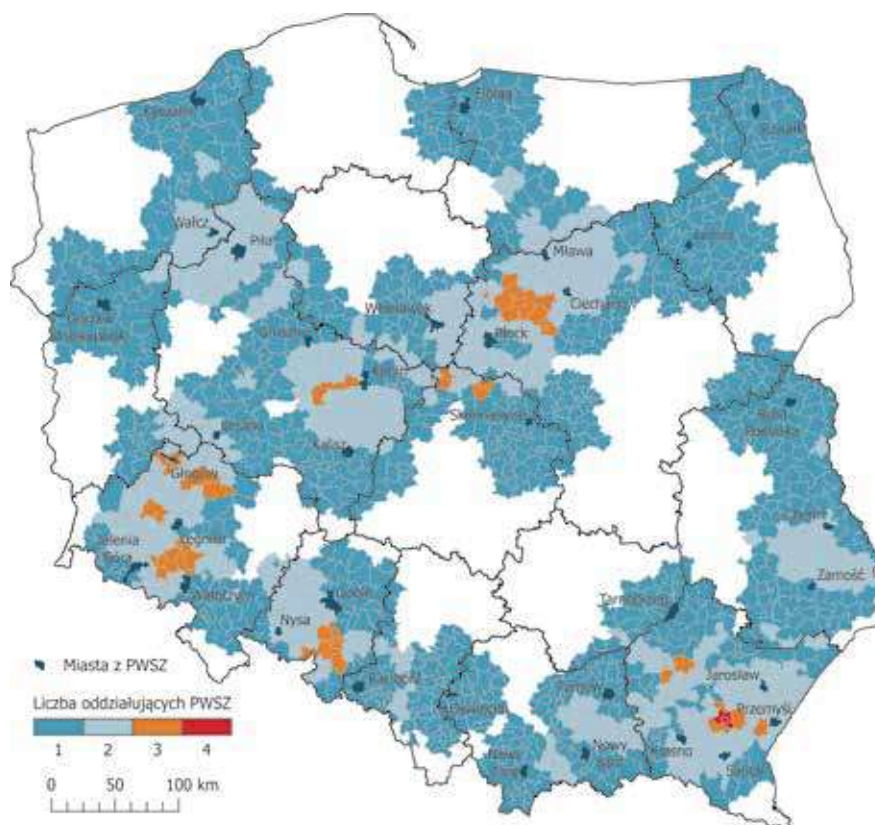 Koszalin
Elbląg
Suwałki
Wałcz
Piła
Łomża
Mława
Ciechanów
Gorzów
Wielkopolski
Włocławek
Gniezno
Płock
Konin
Skierniewice
Leszno
Kalisz
Biała
Podlaska
Głogów
Chełm
Legnica
Jelenia
Góra
Zamość
Wałbrzych
Opole
Tarnobrzeg
Nysa
Racibórz
Jarosław
Tarnów
Oświęcim
Przemyśl
Krosno
Nowy
Sącz
Nowy
Targ
Sanok
Miasta z PWSZ
Liczba oddziałujących PWSZ
1 2 3 4
0 50 100 km